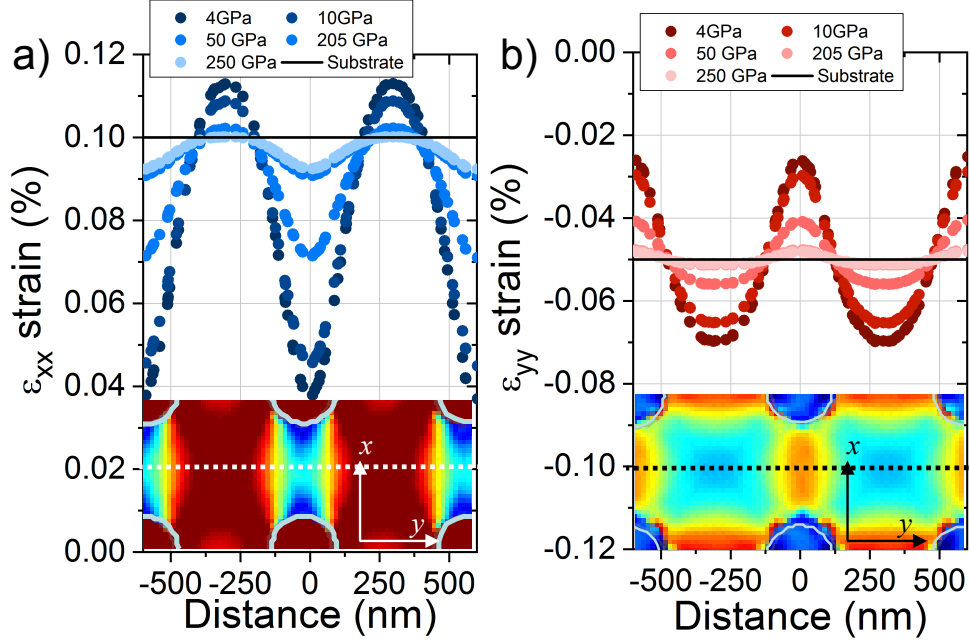 a)
4GPa 10GPa
50 GPa 205 GPa
250 GPa Substrate
εxx strain (%)
0.12
0.10
0.08
0.06
0.04
0.02
0.00
x
y
-500 -250 0 250 500
Distance (nm)
b)
4GPa 10GPa
50 GPa 205 GPa
250 GPa Substrate
εyy strain (%)
0.00
-0.02
-0.04
-0.06
-0.08
-0.10
-0.12
x
y
-500 -250 0 250 500
Distance (nm)